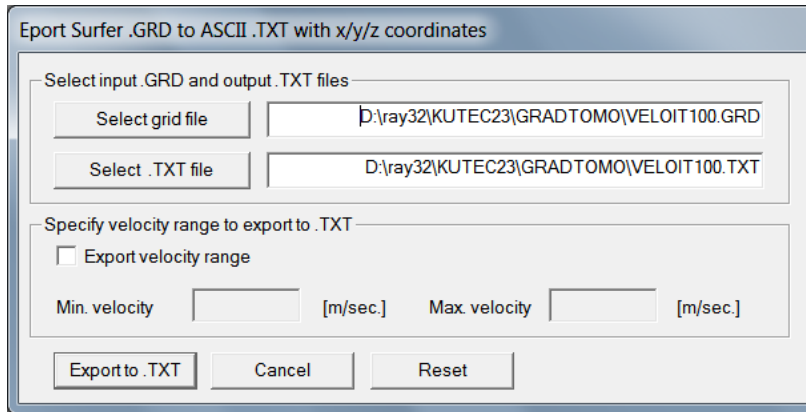 Eport Surfer .GRD to ASCII .TXT with x/y/z coordinates
Select input .GRD and output .TXT files
Select grid file D:\ray32\KUTEC23\GRADTOMO\VELOIT100.GRD
Select .TXT file D:\ray32\KUTEC23\GRADTOMO\VELOIT100.TXT
Specify velocity range to export to .TXT
Export velocity range
Min. velocity [m/sec.] Max. velocity [m/sec.]
Export to .TXT Cancel Reset